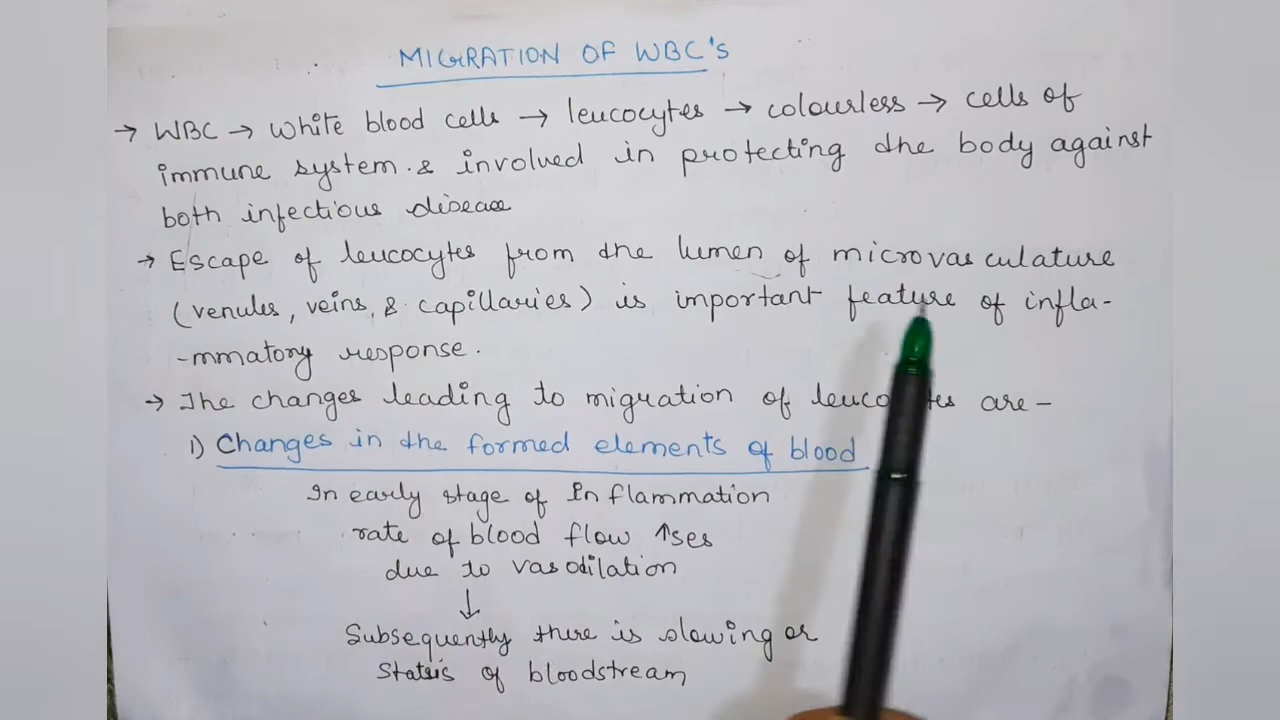 MIGRATION OF WBC's
→ WBC → White blood cells → leucocytes → colourless → cells of
immune system. & involved in protecting the body against
both infectious disease
→ Escape of leucocytes from the lumen of microvasculature
(venules, veins, & capillaries) is important feature of infla-
-mmatory response.
→ The changes leading to migration of are -
1) Changes in the formed elements of blood
In early stage of Inflammation
rate of blood flow ↑ses
due to vasodilation
↓
Subsequently there is slowing or
statsis of bloodstream